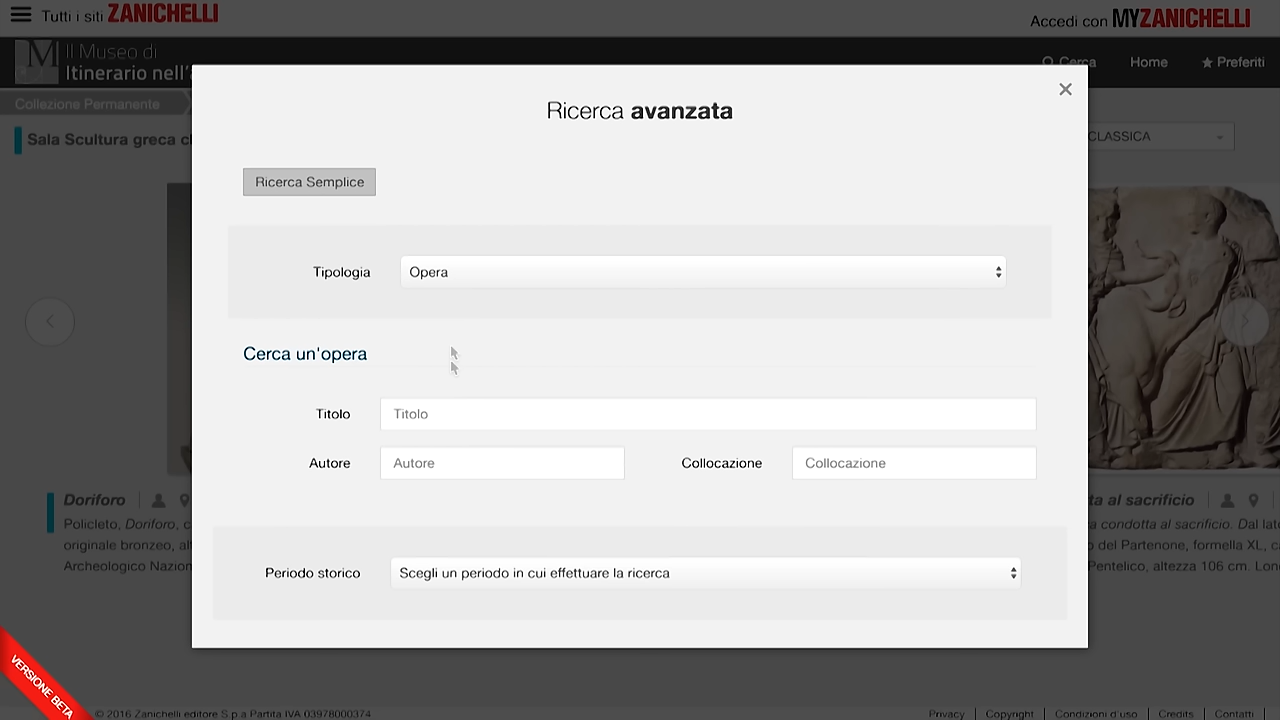 Tutti i siti ZANICHELLI
Accedi con MYZANICHELLI
Il Museo di
Itinerario nell'a
Cerca
Home
Preferiti
Collezione Permanente
Sala Scultura greca cl
CLASSICA
Ricerca avanzata
Ricerca Semplice
Tipologia
Opera
Cerca un'opera
Titolo
Titolo
Autore
Autore
Collocazione
Collocazione
Periodo storico
Scegli un periodo in cui effettuare la ricerca
Doriforo
Policleto, Doriforo, c
originale bronzeo, alt
Archeologico Nazion
ta al sacrificio
a condotta al sacrificio. Dal lato
o del Partenone, formella XL, ca
Pentelico, altezza 106 cm. Lon
VERSIONE BETA
© 2016 Zanichelli editore S.p.a Partita IVA 03978000374
Privacy
Copyright
Condizioni d'uso
Credits
Contatti